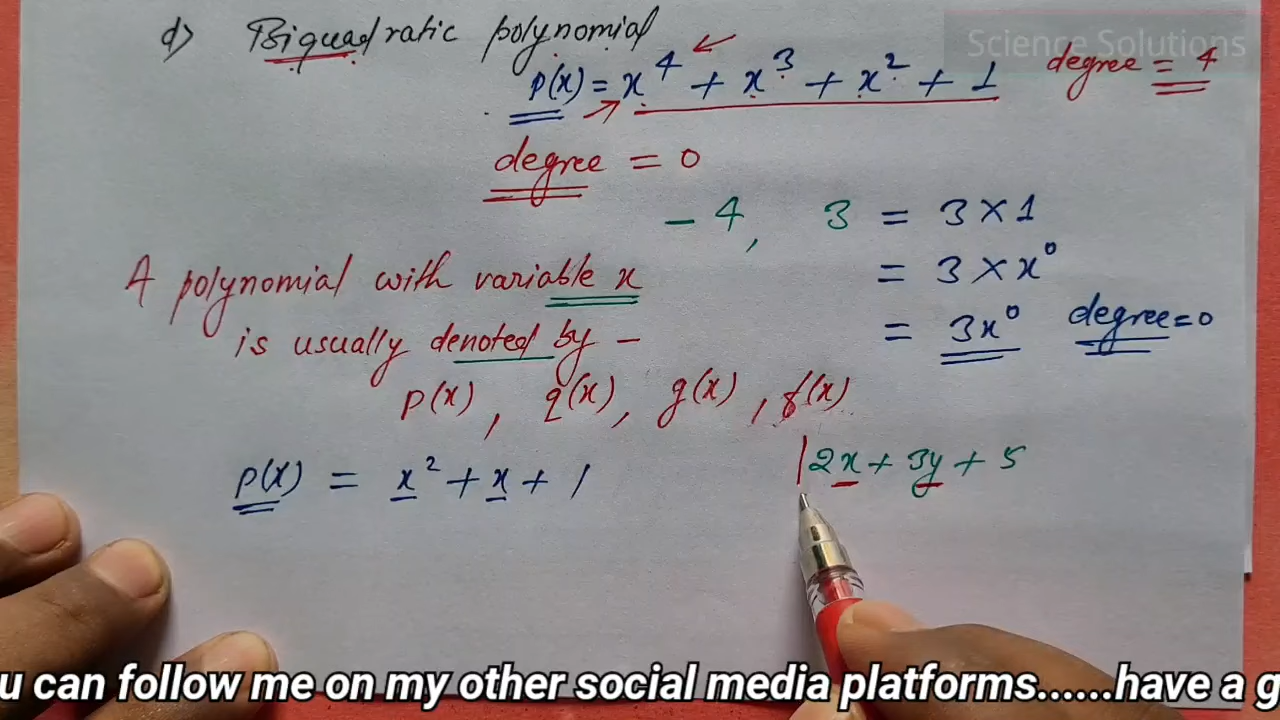 d) Biquadratic polynomial
Science Solutions
p(x) = x⁴ + x³ + x² + 1 degree = 4
degree = 0
- 4, 3 = 3 × 1
= 3 × x⁰
= 3x⁰ degree = 0
A polynomial with variable x
is usually denoted by -
p(x), q(x), g(x), f(x)
p(x) = x² + x + 1
2x + 3y + 5
u can follow me on my other social media platforms......have a g